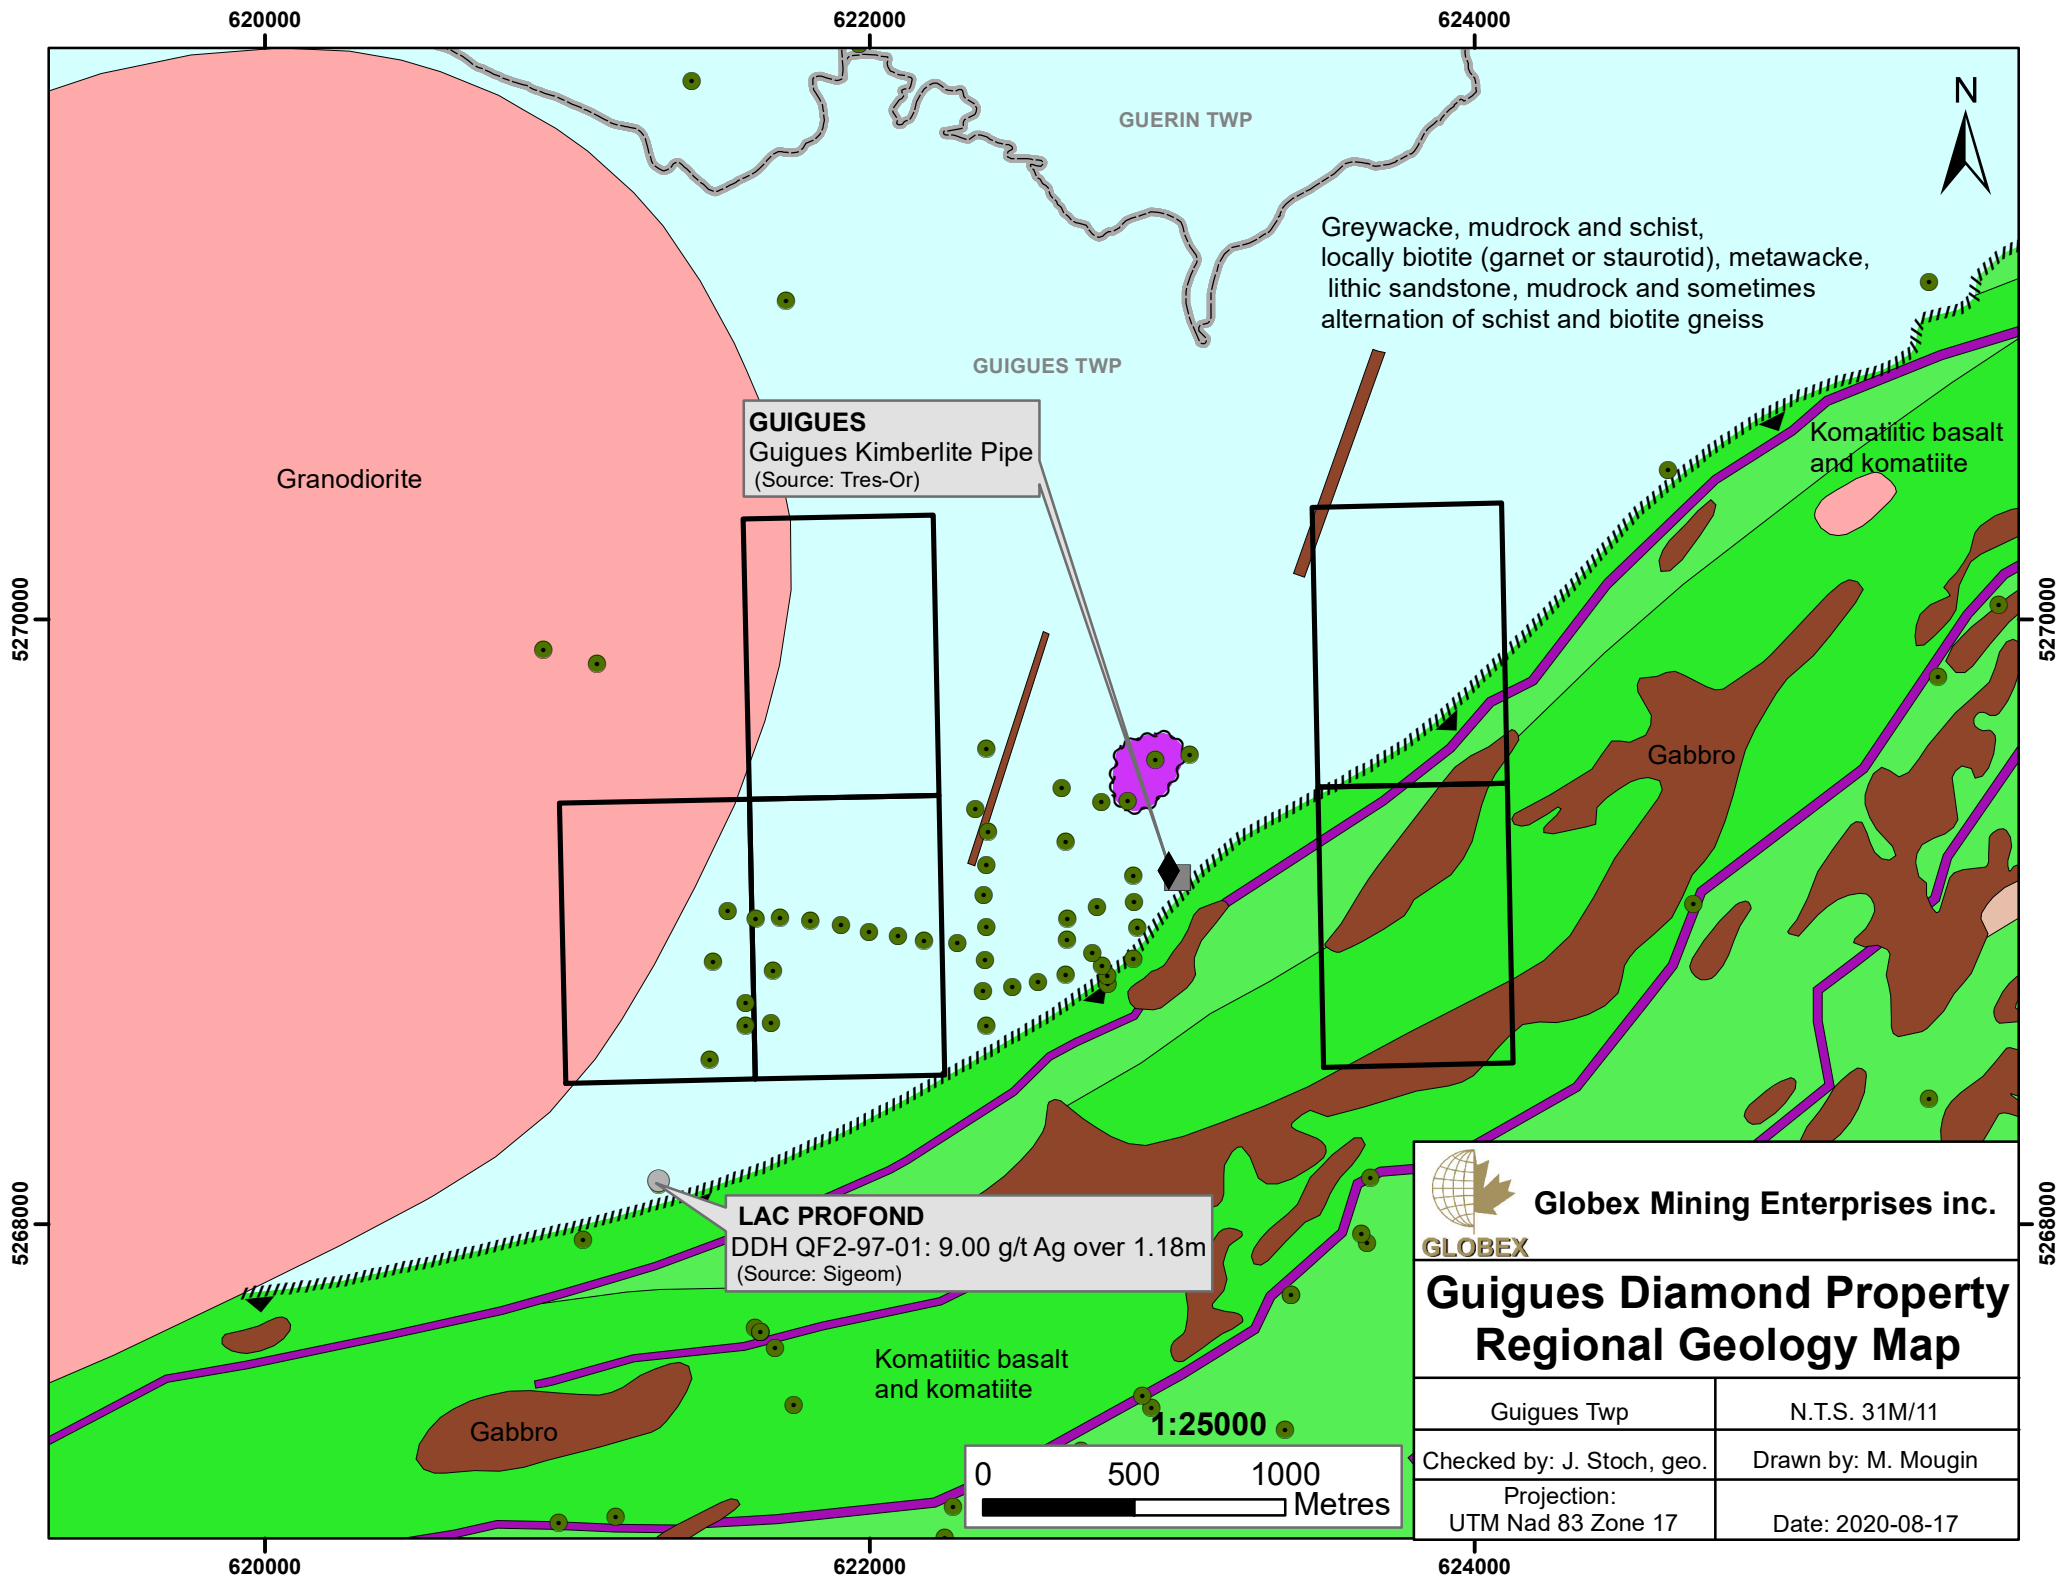 620000
622000
624000
N
GUERIN TWP
Greywacke, mudrock and schist,
locally biotite (garnet or staurotid), metawacke,
lithic sandstone, mudrock and sometimes
alternation of schist and biotite gneiss
GUIGUES TWP
GUIGUES
Guigues Kimberlite Pipe
(Source: Tres-Or)
Komatiitic basalt
and komatiite
Granodiorite
5270000
5270000
Gabbro
LAC PROFOND
DDH QF2-97-01: 9.00 g/t Ag over 1.18m
(Source: Sigeom)
5268000
5268000
Komatiitic basalt
and komatiite
Gabbro
1:25000
0 500 1000
Metres
GLOBEX
Globex Mining Enterprises inc.
Guigues Diamond Property
Regional Geology Map
Guigues Twp
N.T.S. 31M/11
Checked by: J. Stoch, geo.
Drawn by: M. Mougin
Projection:
UTM Nad 83 Zone 17
Date: 2020-08-17
620000
622000
624000